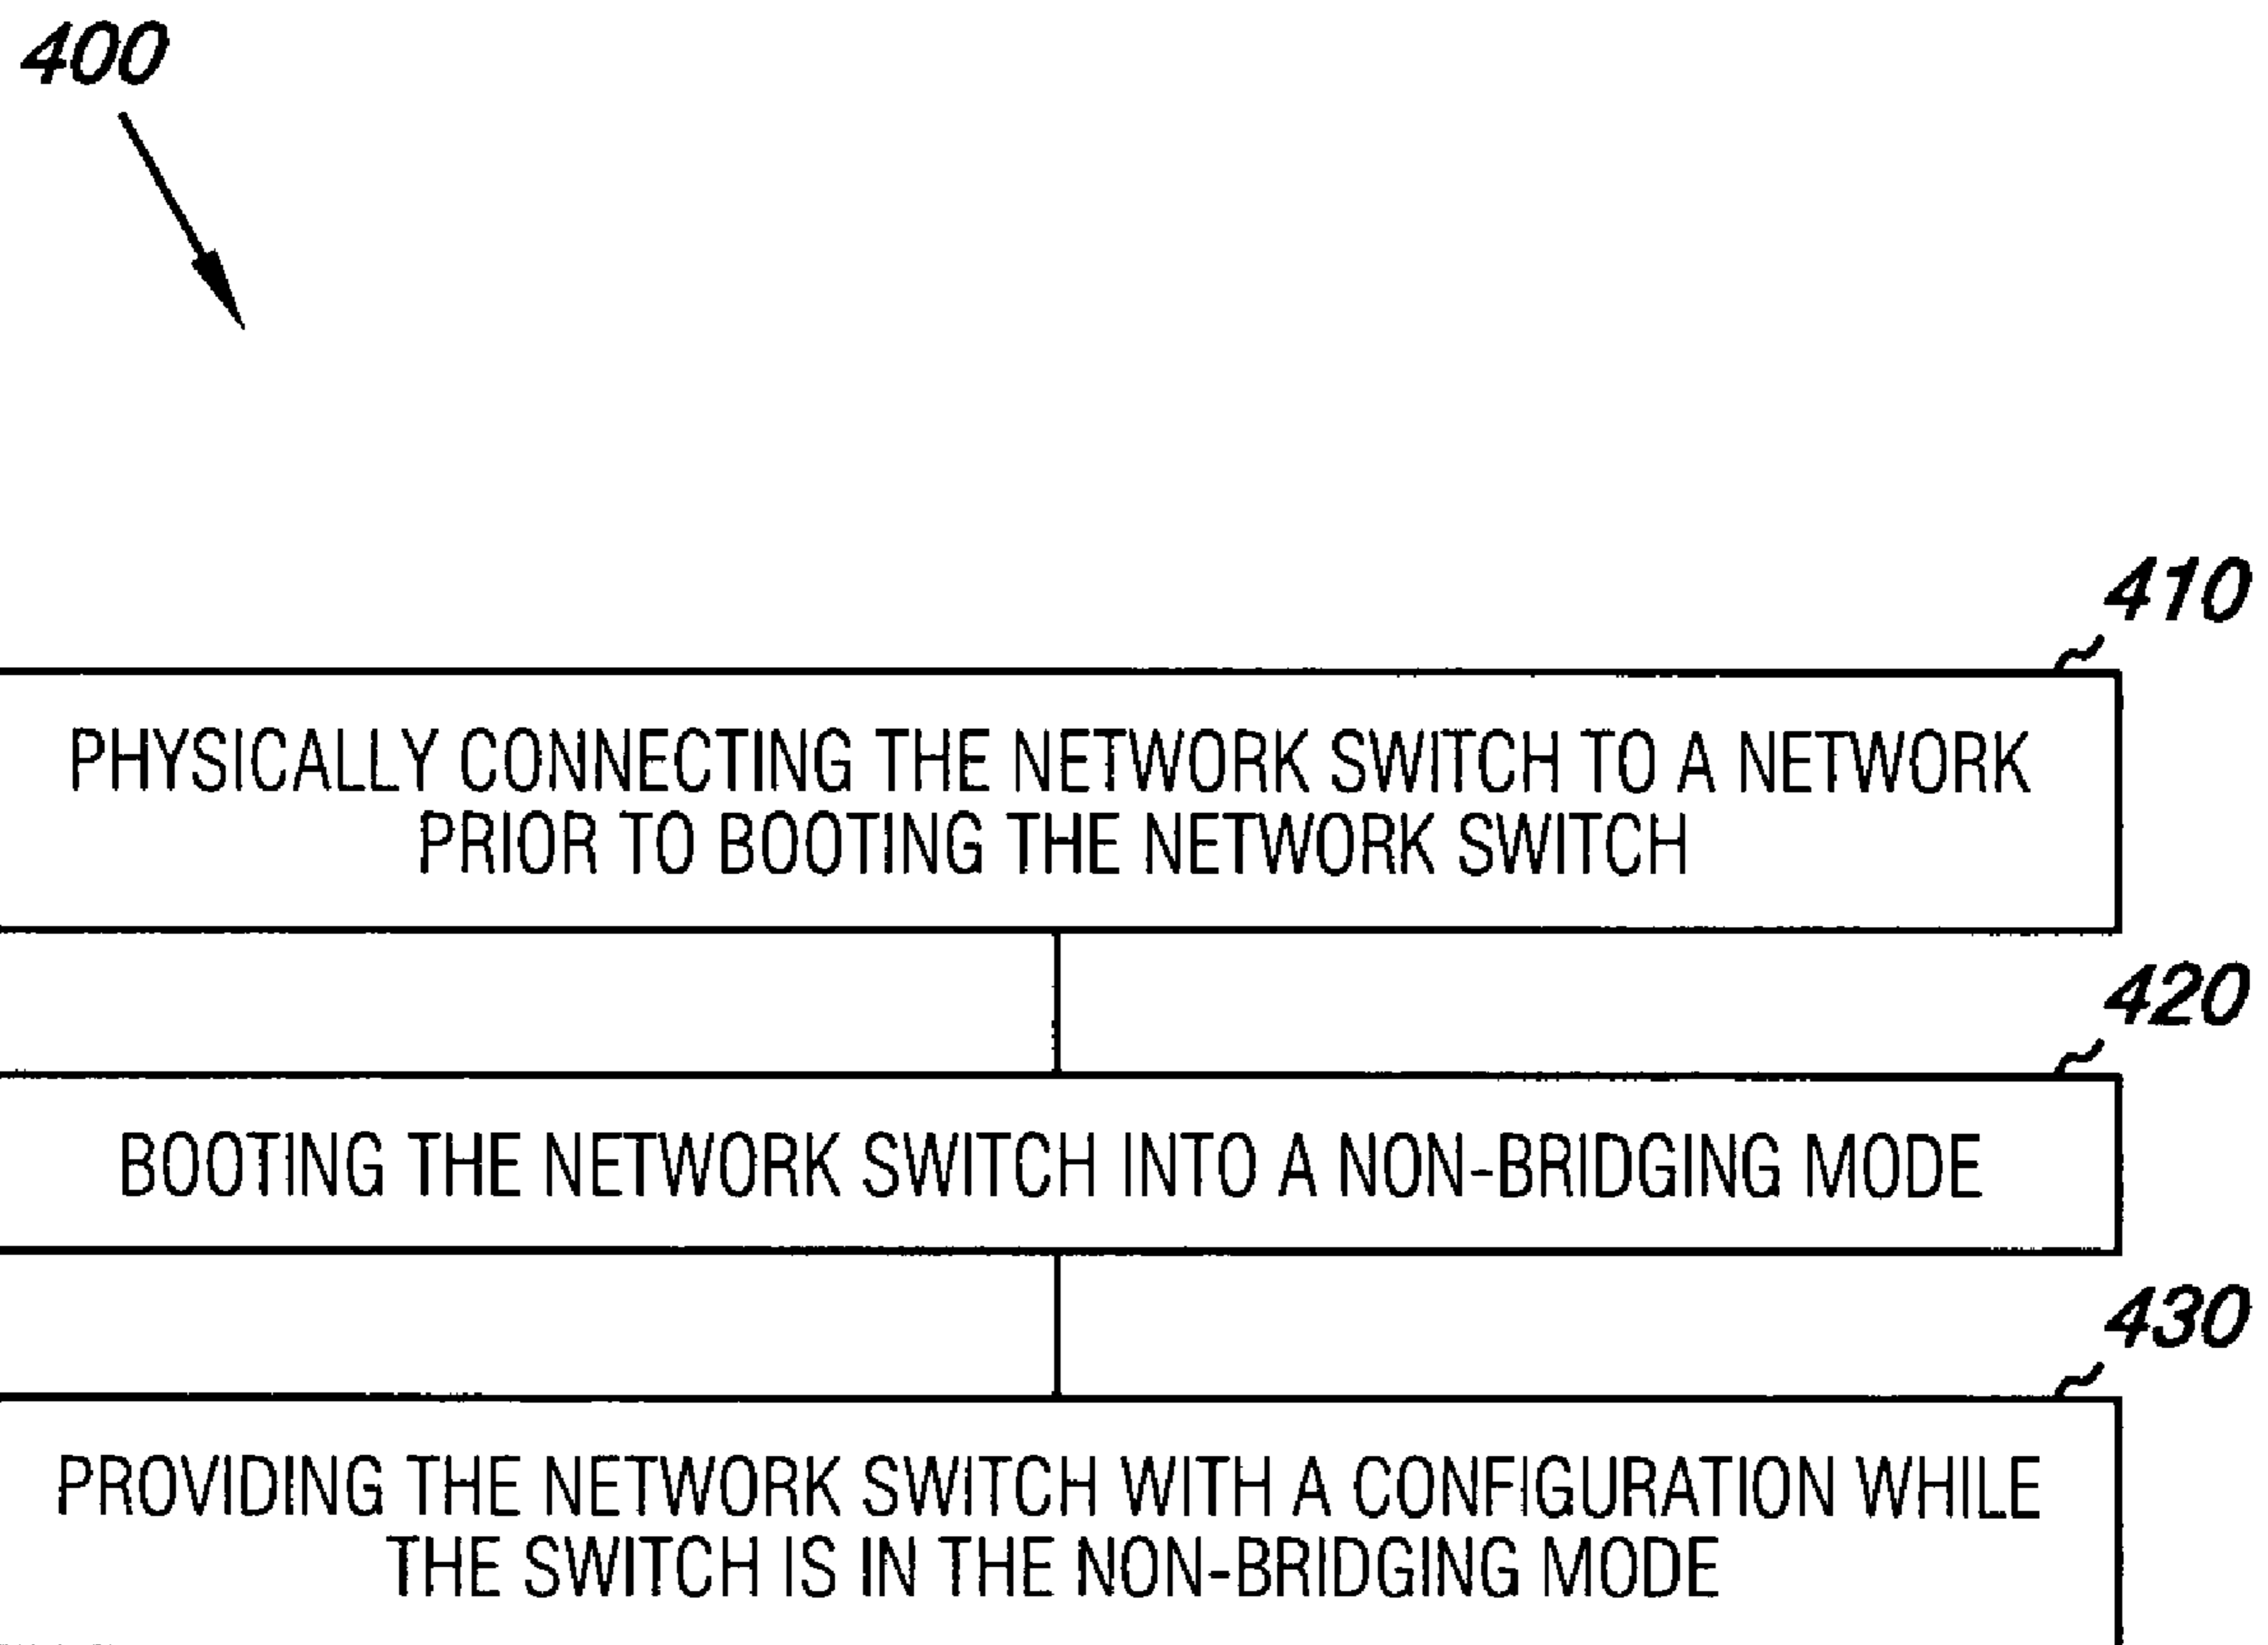 400
410
PHYSICALLY CONNECTING THE NETWORK SWITCH TO A NETWORK
PRIOR TO BOOTING THE NETWORK SWITCH
420
BOOTING THE NETWORK SWITCH INTO A NON-BRIDGING MODE
430
PROVIDING THE NETWORK SWITCH WITH A CONFIGURATION WHILE
THE SWITCH IS IN THE NON-BRIDGING MODE